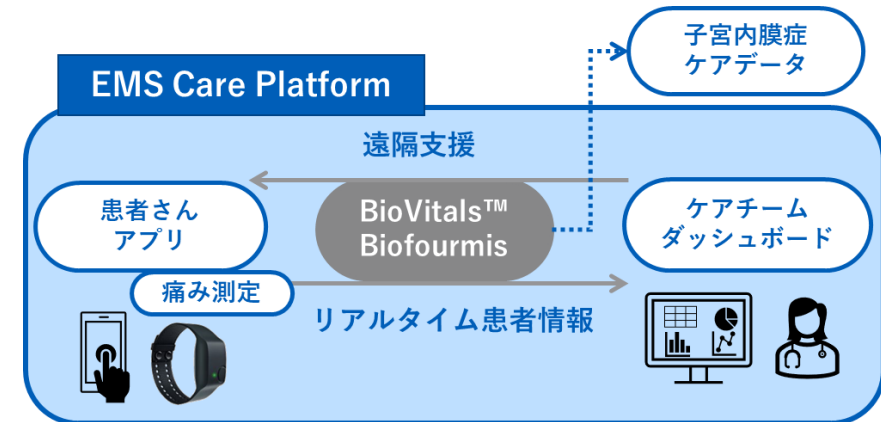 子宮内膜症
ケアデータ
EMS Care Platform
遠隔支援
患者さん
アプリ
BioVitals™
Biofourmis
ケアチーム
ダッシュボード
痛み測定
リアルタイム患者情報